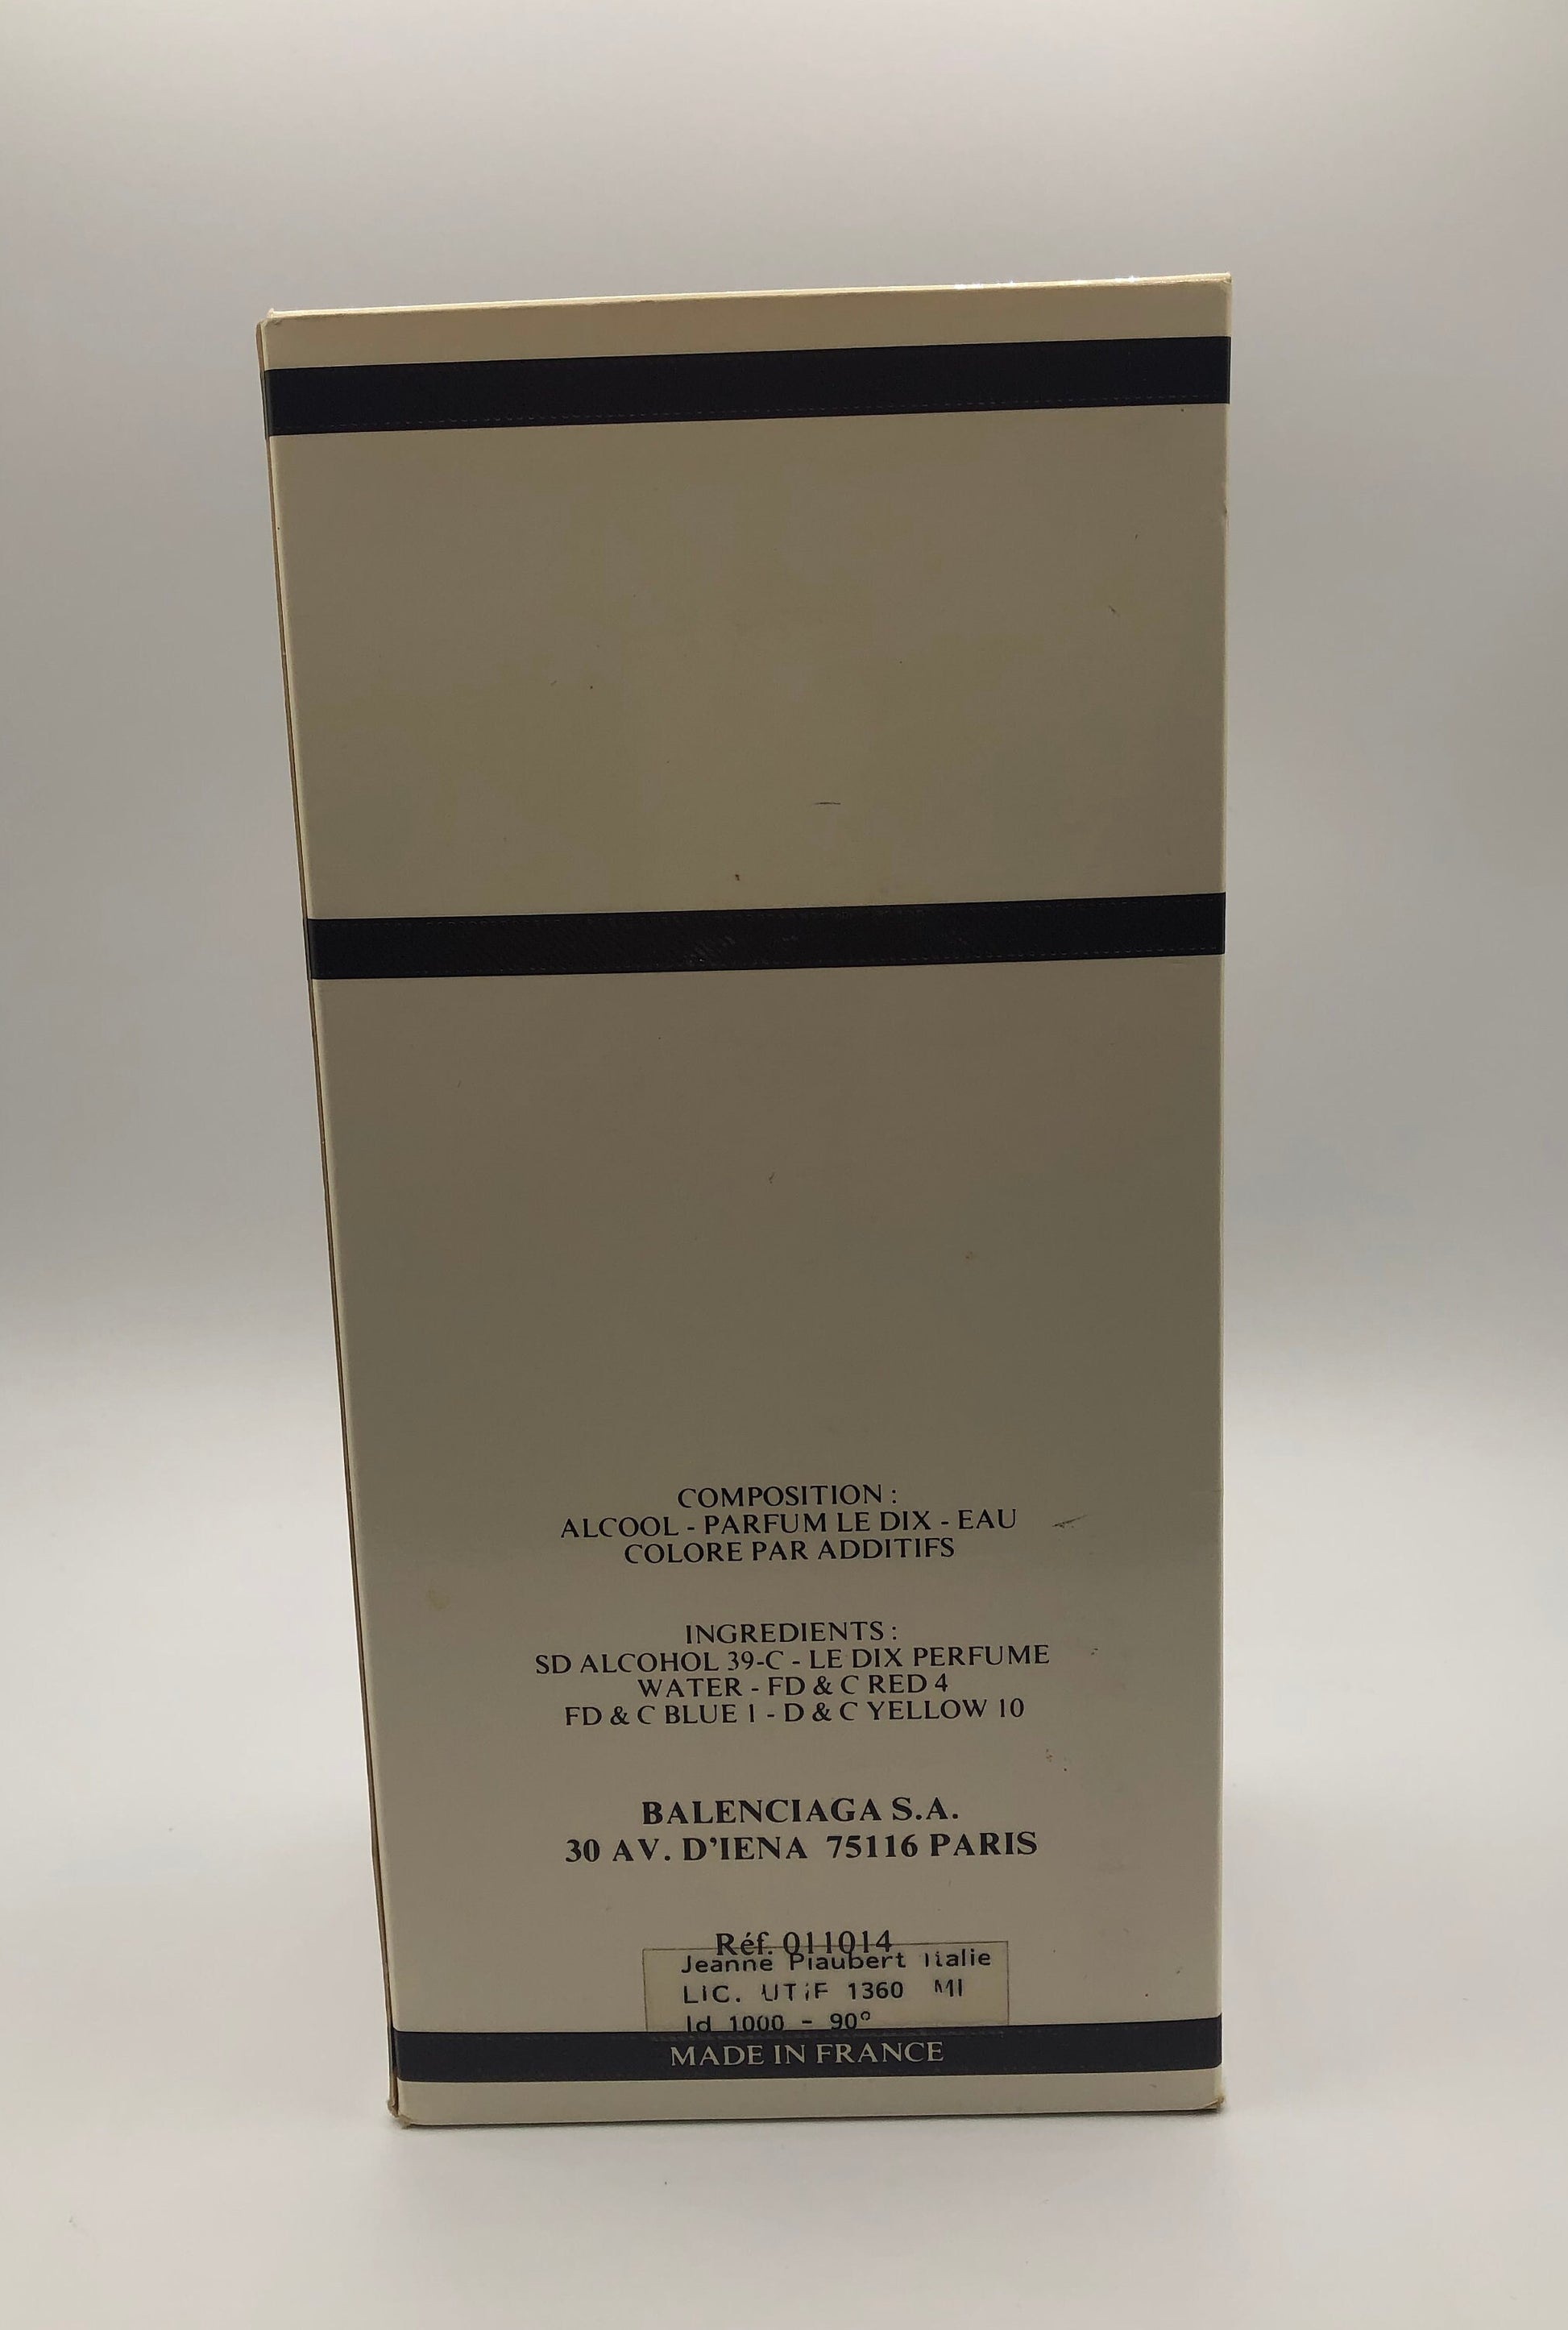 COMPOSITION :
ALCOOL - PARFUM LE DIX - EAU
COLORE PAR ADDITIFS
INGREDIENTS :
SD ALCOHOL 39-C - LE DIX PERFUME
WATER - FD & C RED 4
FD & C BLUE 1 - D & C YELLOW 10
BALENCIAGA S.A.
30 AV. D'IENA 75116 PARIS
Réf. 011014
Jeanne Piaubert Italie
LIC. UTIF 1360 MI
ld 1000 - 90°
MADE IN FRANCE